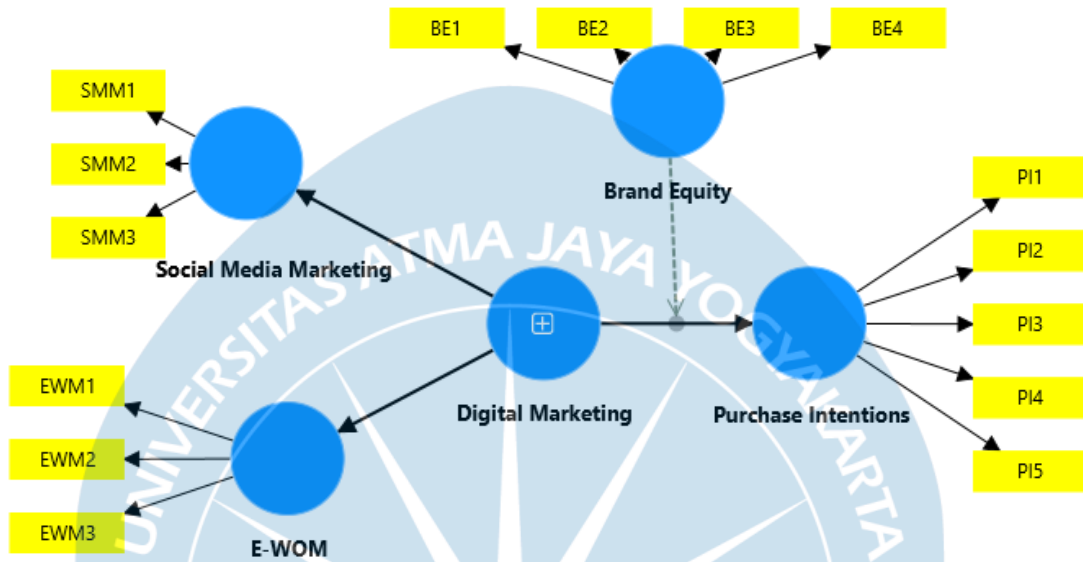 BE1
BE2
BE3
BE4
SMM1
SMM2
SMM3
Brand Equity
PI1
PI2
PI3
PI4
PI5
Social Media Marketing
Digital Marketing
Purchase Intentions
EWM1
EWM2
EWM3
E-WOM
UNIVERSITAS ATMA JAYA YOGYAKARTA